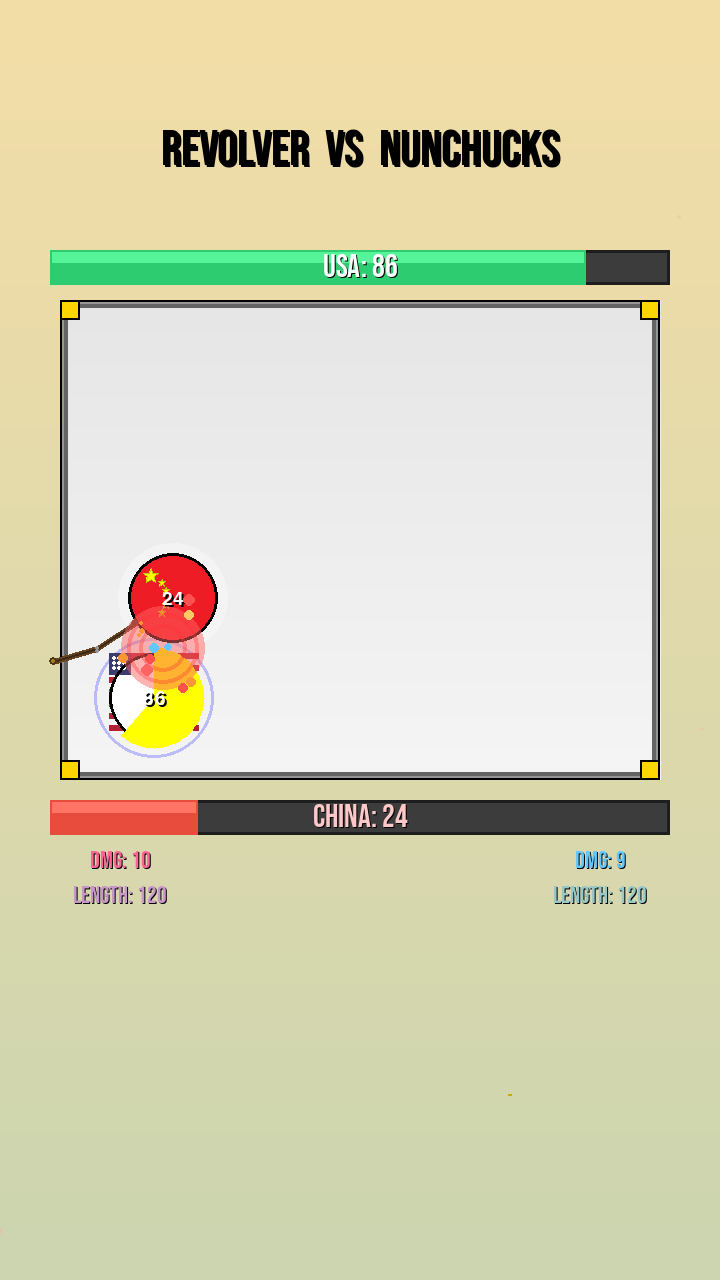 REVOLVER VS NUNCHUCKS
USA: 86
24
86
CHINA: 24
DMG: 10
DMG: 9
LENGTH: 120
LENGTH: 120